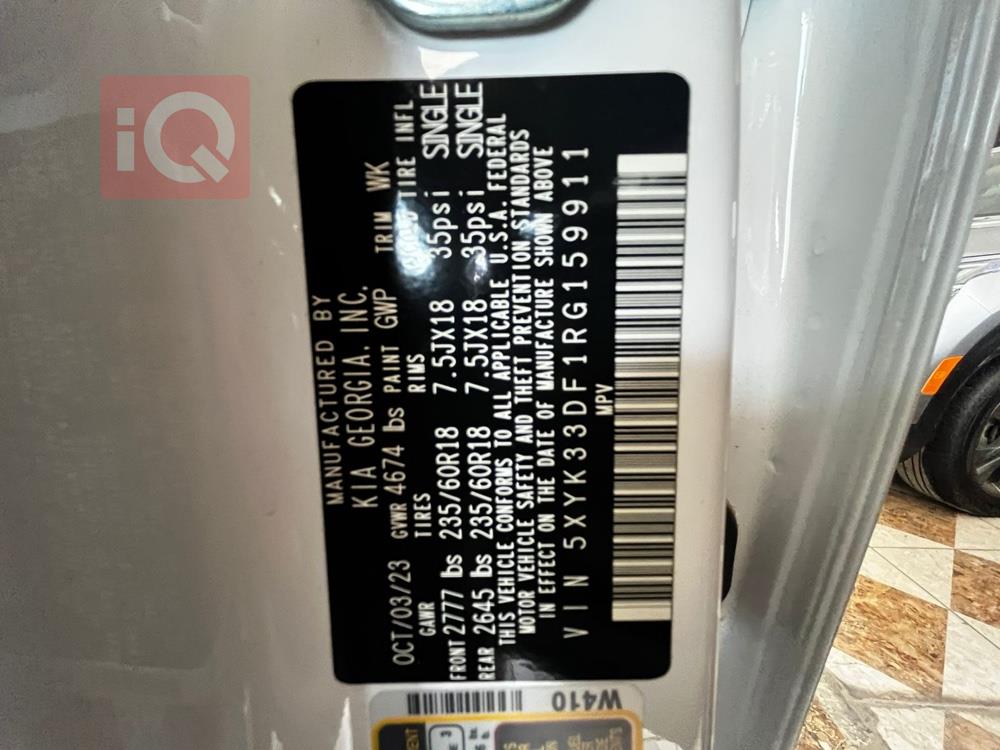 iQ
MANUFACTURED BY
KIA GEORGIA. INC.
OCT/03/23 GVWR 4674 lbs PAINT GWP TRIM WK
GAWR TIRES RIMS TIRE INFL
FRONT 2777 lbs 235/60R18 7.5JX18 35psi SINGLE
REAR 2645 lbs 235/60R18 7.5JX18 35psi SINGLE
THIS VEHICLE CONFORMS TO ALL APPLICABLE U.S.A. FEDERAL
MOTOR VEHICLE SAFETY AND THEFT PREVENTION STANDARDS
IN EFFECT ON THE DATE OF MANUFACTURE SHOWN ABOVE
VIN 5XYK33DF1RG159911
MPV
W410